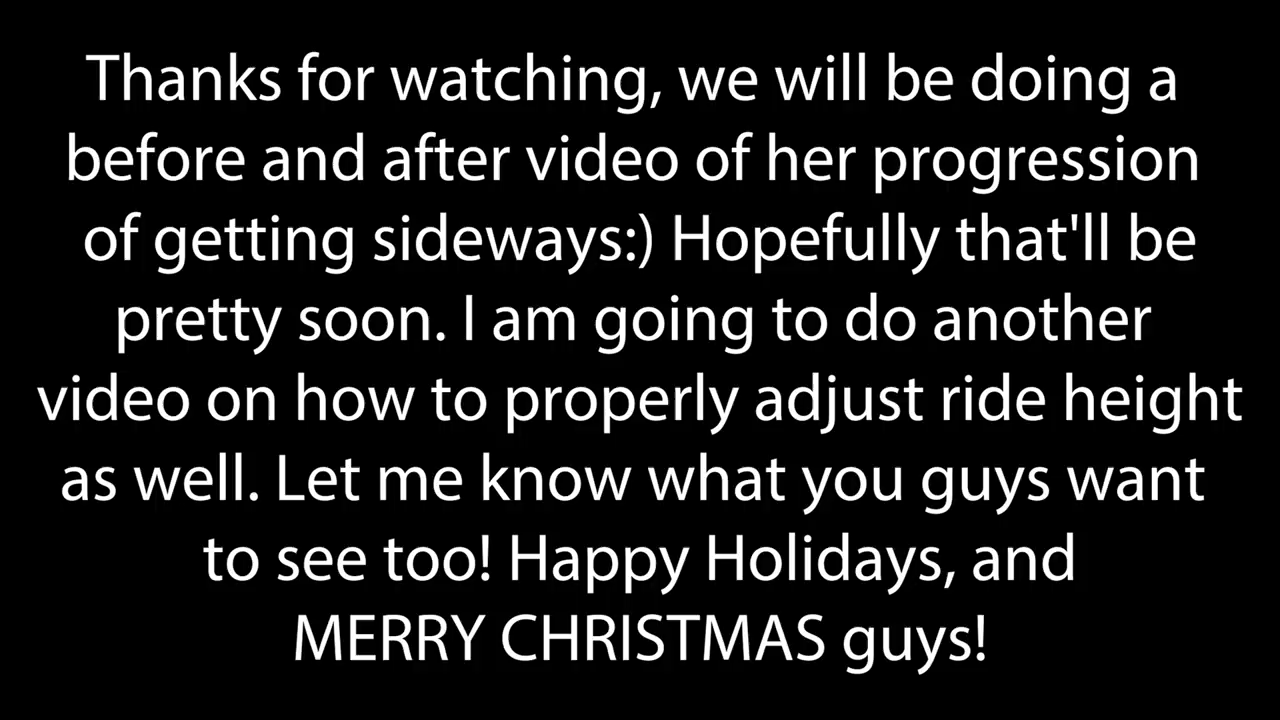 Thanks for watching, we will be doing a
before and after video of her progression
of getting sideways:) Hopefully that'll be
pretty soon. I am going to do another
video on how to properly adjust ride height
as well. Let me know what you guys want
to see too! Happy Holidays, and
MERRY CHRISTMAS guys!